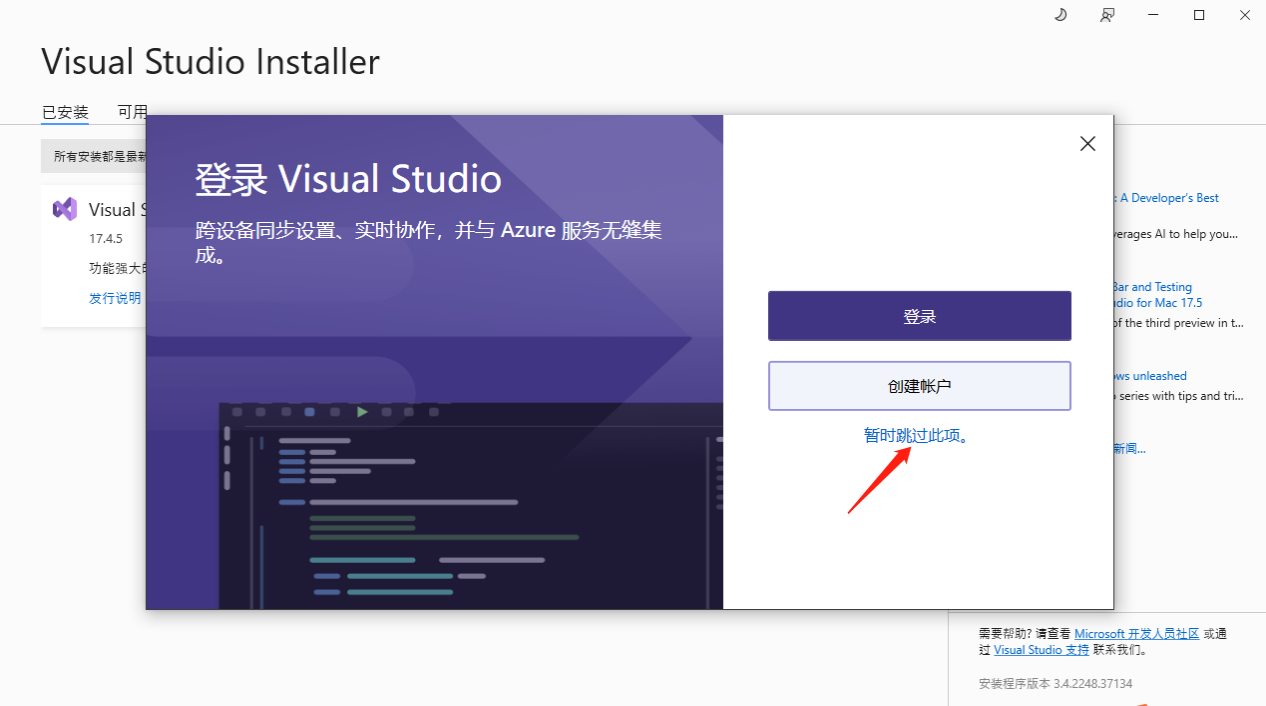 Visual Studio Installer
已安装 可用
所有安装都是最新
Visual S
17.4.5
功能强大的
发行说明
登录 Visual Studio
跨设备同步设置、实时协作，并与 Azure 服务无缝集
成。
登录
创建帐户
暂时跳过此项。
: A Developer's Best
verages AI to help you...
Bar and Testing
udio for Mac 17.5
of the third preview in t...
ows unleashed
series with tips and tri...
新闻...
需要帮助? 请查看 Microsoft 开发人员社区 或通
过 Visual Studio 支持 联系我们。
安装程序版本 3.4.2248.37134